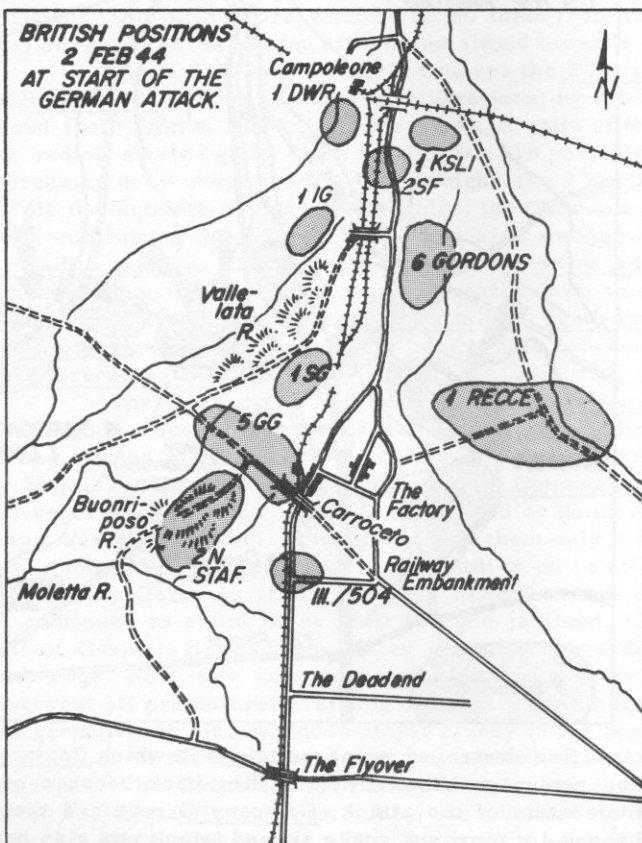 BRITISH POSITIONS
2 FEB 44
AT START OF THE
GERMAN ATTACK.
N
Campoleone
1 DWR
1 KSLI
2SF
1 IG
6 GORDONS
Valle-
lata
R.
1 SG
1 RECCE
5 GG
The
Factory
Buonri-
poso
R.
Carrocero
2 N.
STAF.
Railway
Embankment
Moletta R.
III./504
The Deadend
The Flyover